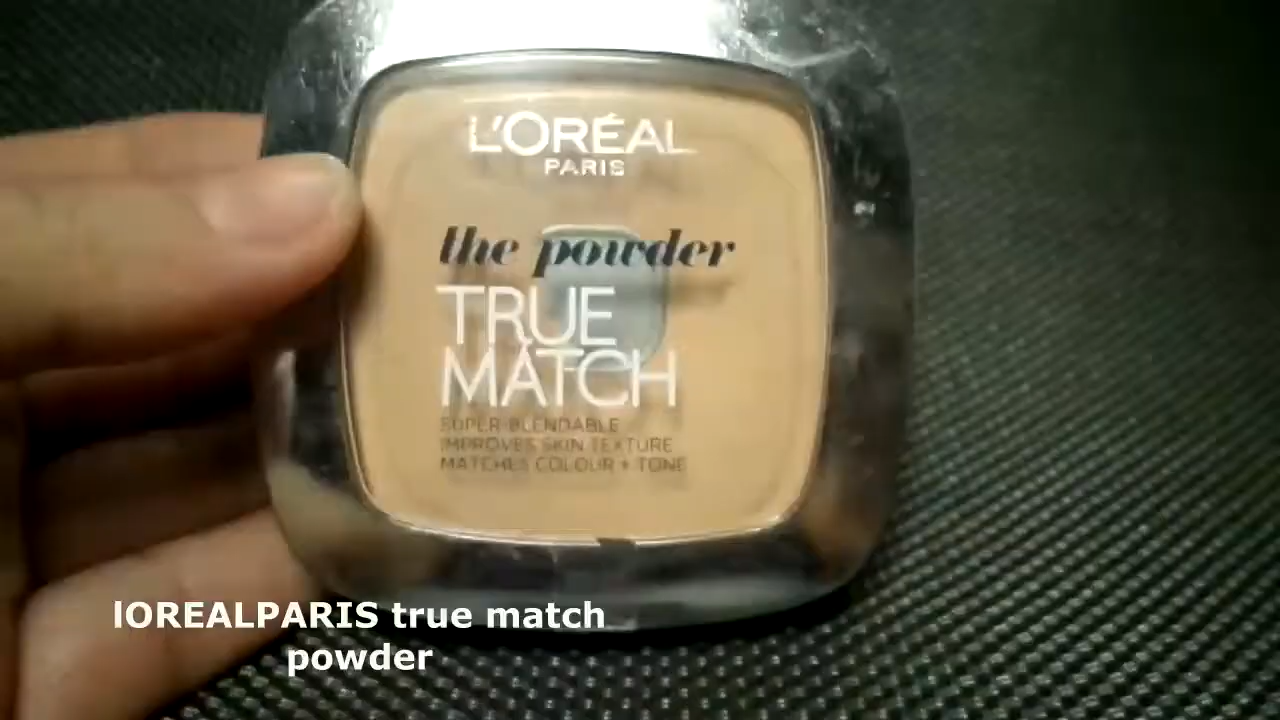 L'ORÉAL
PARIS
the powder
TRUE
MATCH
SUPER-BLENDABLE
IMPROVES SKIN TEXTURE
MATCHES COLOUR + TONE
lOREALPARIS true match
powder